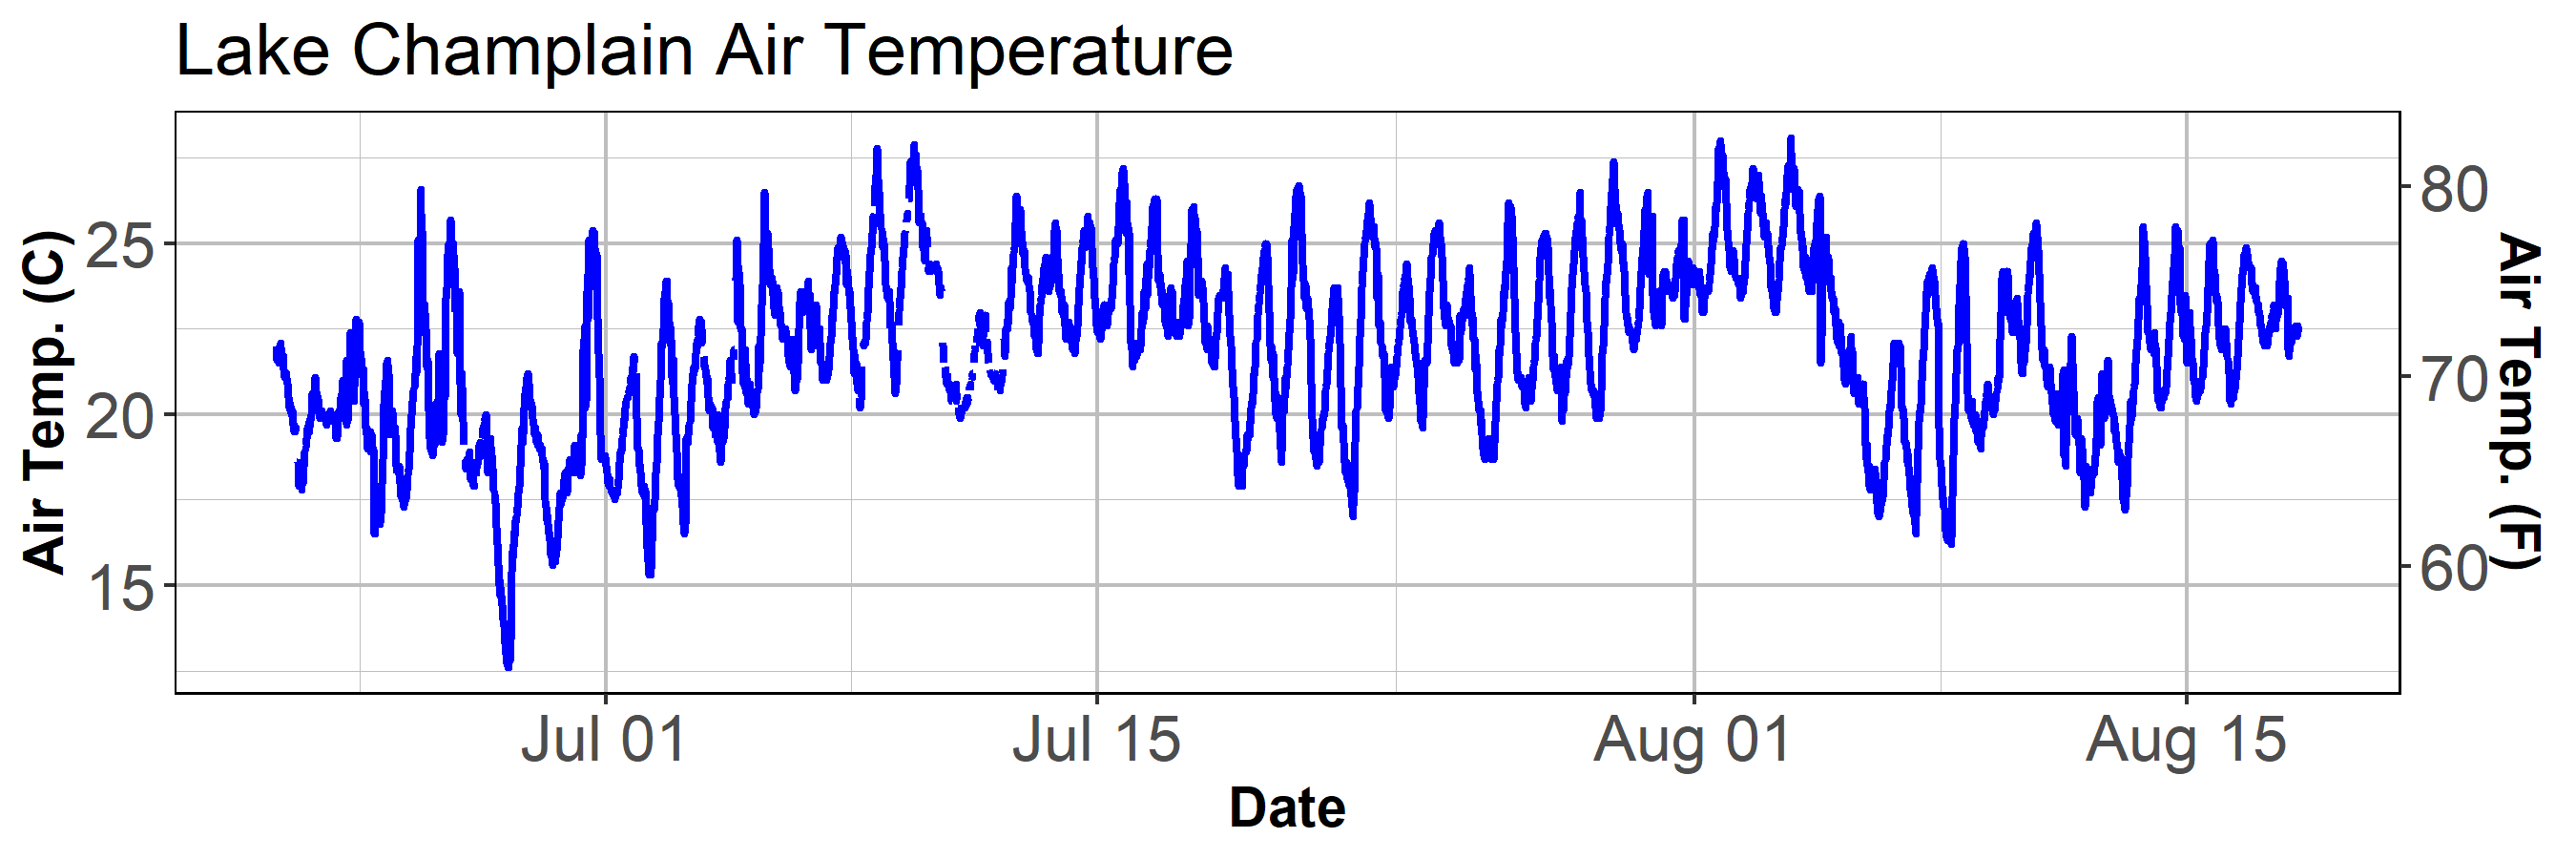 Lake Champlain Air Temperature
Air Temp. (C)
25
20
15
80
70
60
Air Temp. (F)
Jul 01
Jul 15
Aug 01
Aug 15
Date